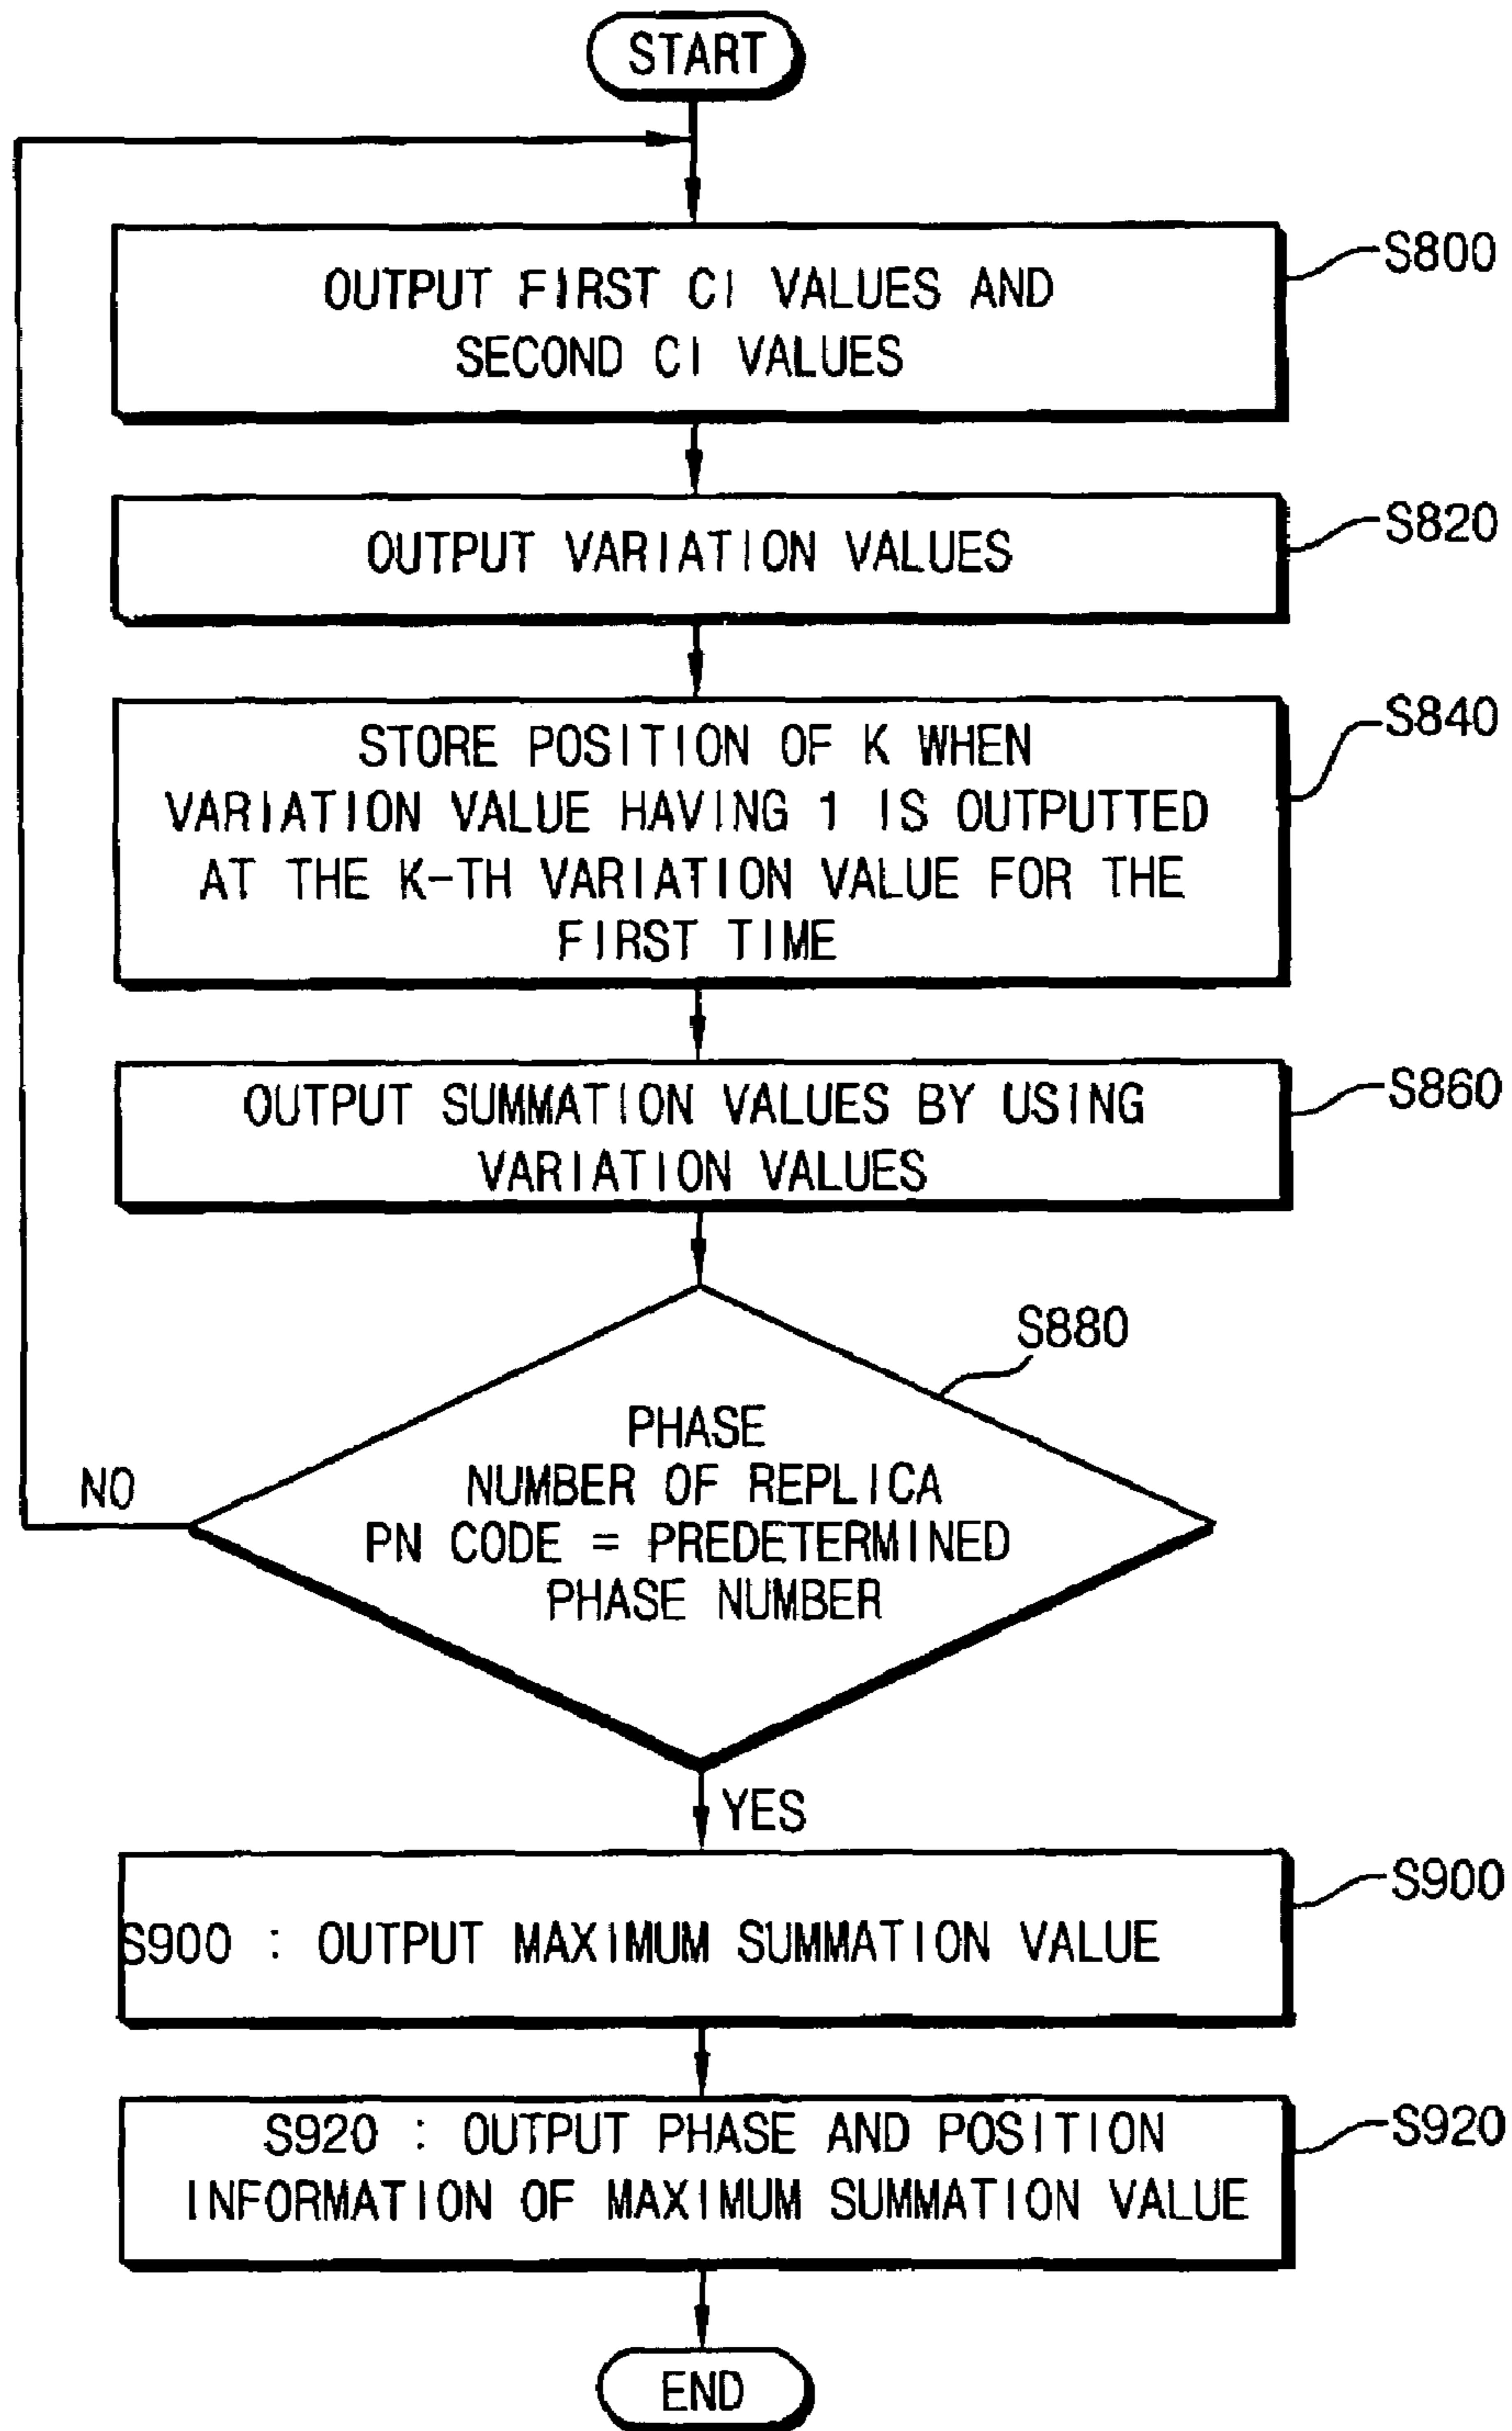 START
OUTPUT FIRST CI VALUES AND
SECOND CI VALUES
S800
OUTPUT VARIATION VALUES
S820
STORE POSITION OF K WHEN
VARIATION VALUE HAVING 1 IS OUTPUTTED
AT THE K-TH VARIATION VALUE FOR THE
FIRST TIME
S840
OUTPUT SUMMATION VALUES BY USING
VARIATION VALUES
S860
S880
PHASE
NUMBER OF REPLICA
PN CODE = PREDETERMINED
PHASE NUMBER
NO
YES
S900 : OUTPUT MAXIMUM SUMMATION VALUE
S900
S920 : OUTPUT PHASE AND POSITION
INFORMATION OF MAXIMUM SUMMATION VALUE
S920
END